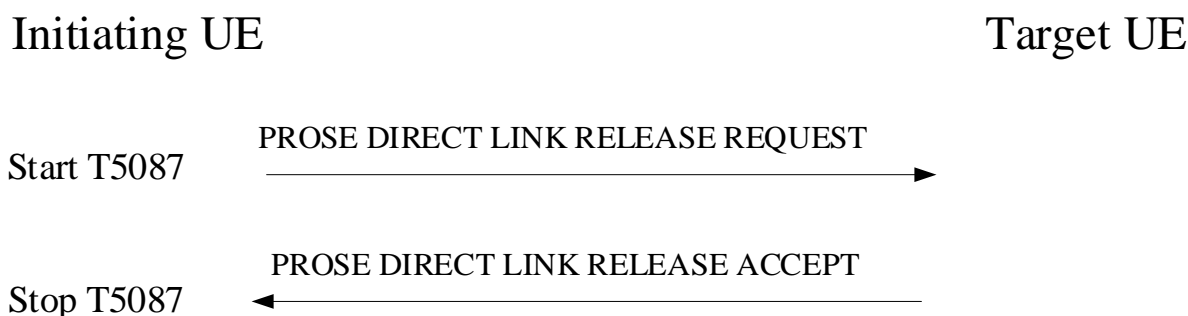 Initiating UE
Target UE
PROSE DIRECT LINK RELEASE REQUEST
Start T5087
PROSE DIRECT LINK RELEASE ACCEPT
Stop T5087